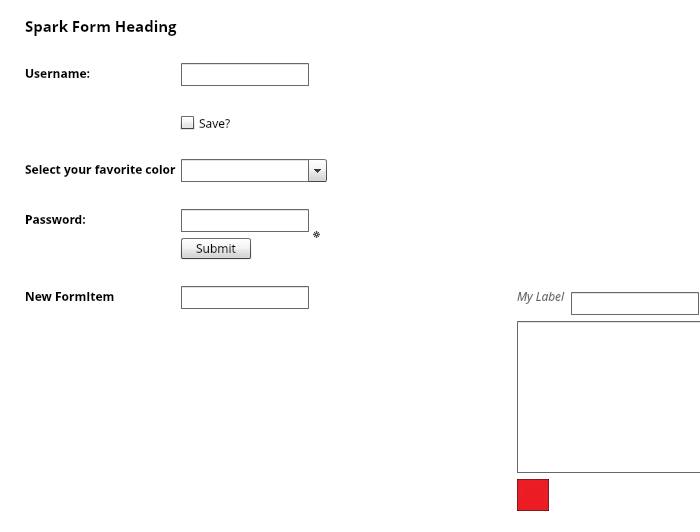 Spark Form Heading
Username:
Save?
Select your favorite color
Password:
Submit
New FormItem
My Label